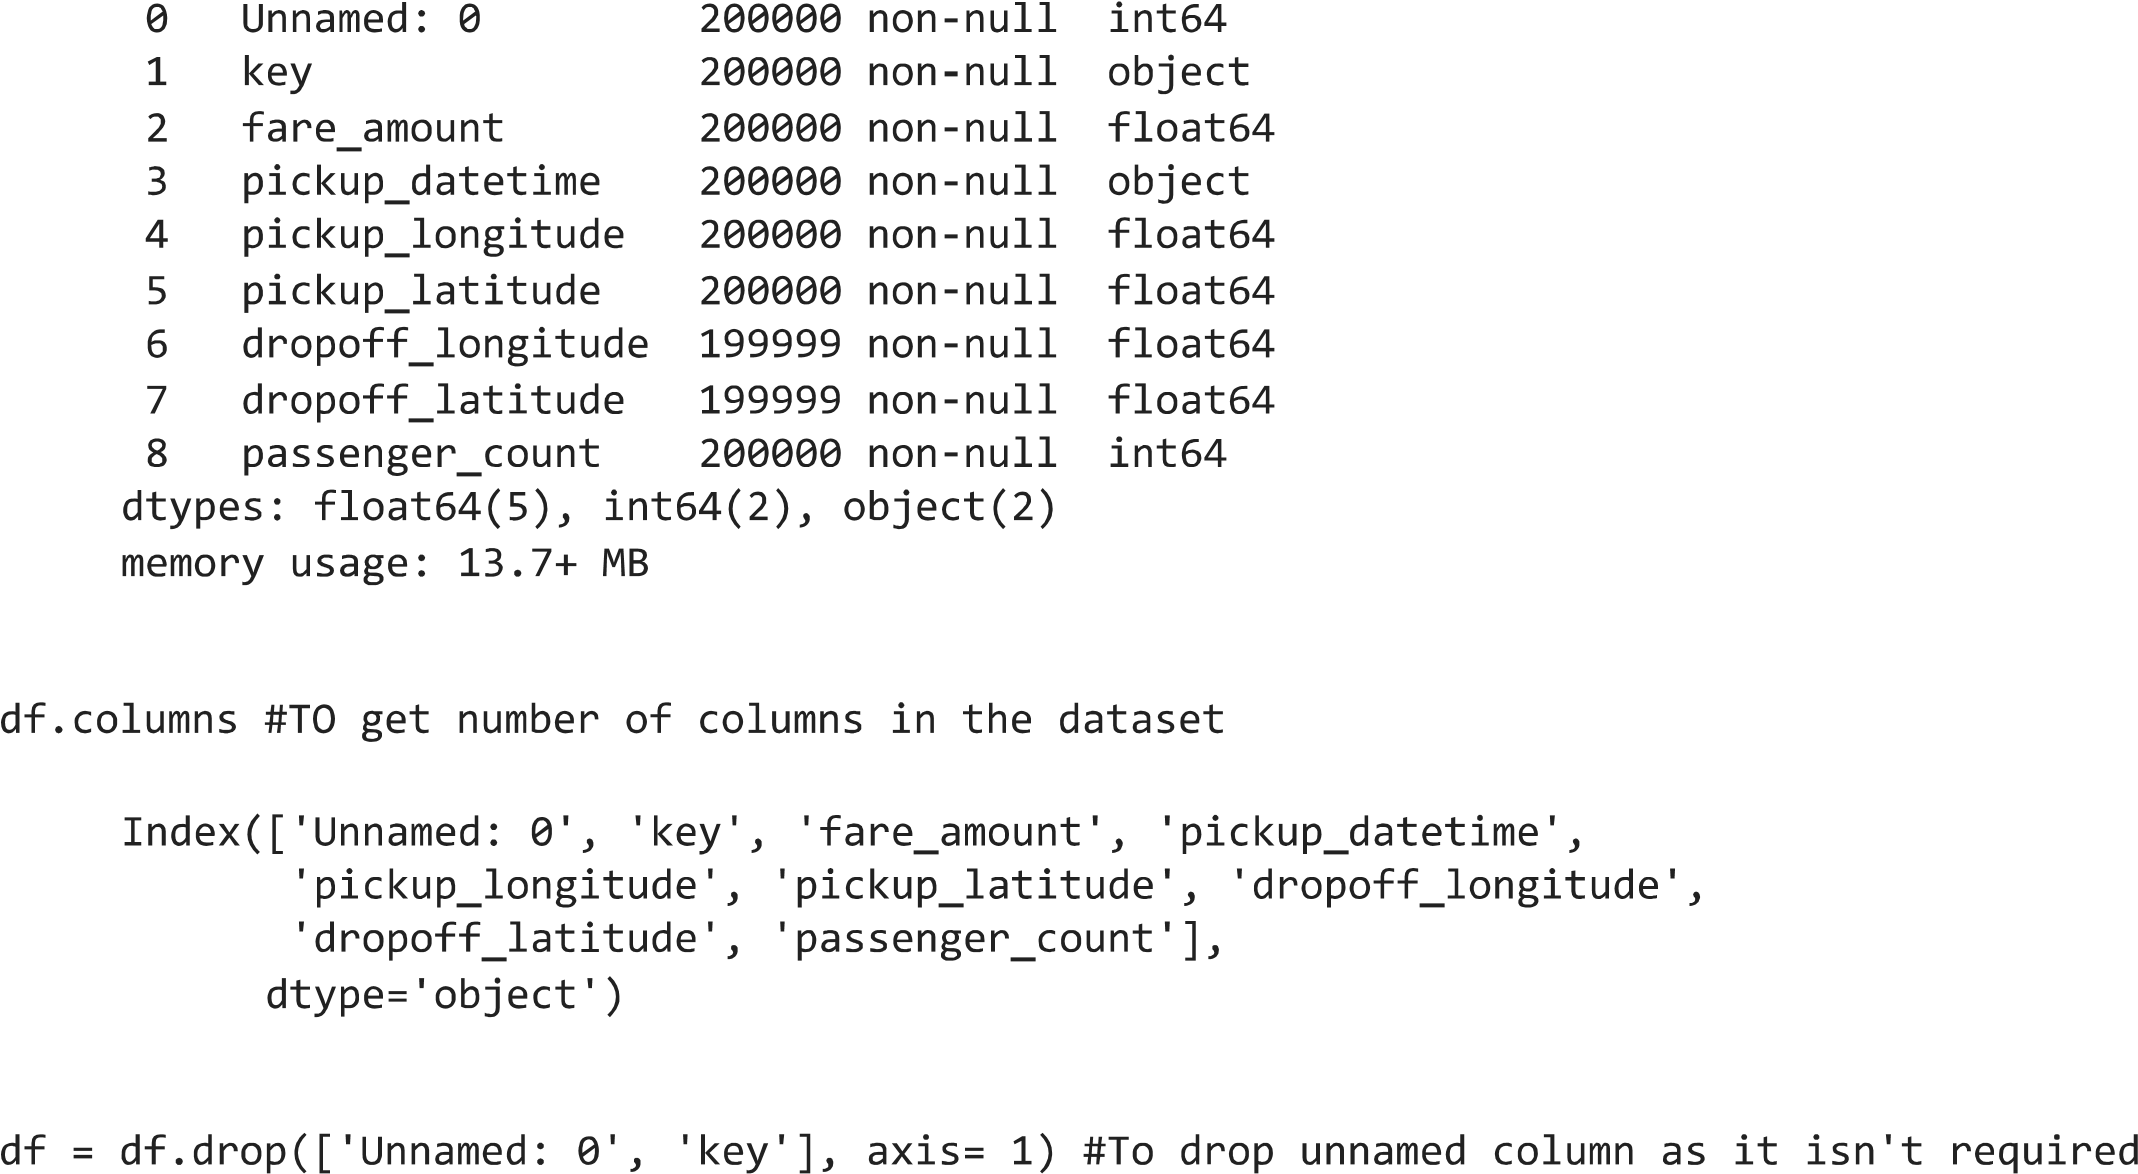 0 Unnamed: 0 200000 non-null int64
1 key 200000 non-null object
2 fare_amount 200000 non-null float64
3 pickup_datetime 200000 non-null object
4 pickup_longitude 200000 non-null float64
5 pickup_latitude 200000 non-null float64
6 dropoff_longitude 199999 non-null float64
7 dropoff_latitude 199999 non-null float64
8 passenger_count 200000 non-null int64
dtypes: float64(5), int64(2), object(2)
memory usage: 13.7+ MB
df.columns #TO get number of columns in the dataset
Index(['Unnamed: 0', 'key', 'fare_amount', 'pickup_datetime',
'pickup_longitude', 'pickup_latitude', 'dropoff_longitude',
'dropoff_latitude', 'passenger_count'],
dtype='object')
df = df.drop(['Unnamed: 0', 'key'], axis= 1) #To drop unnamed column as it isn't required